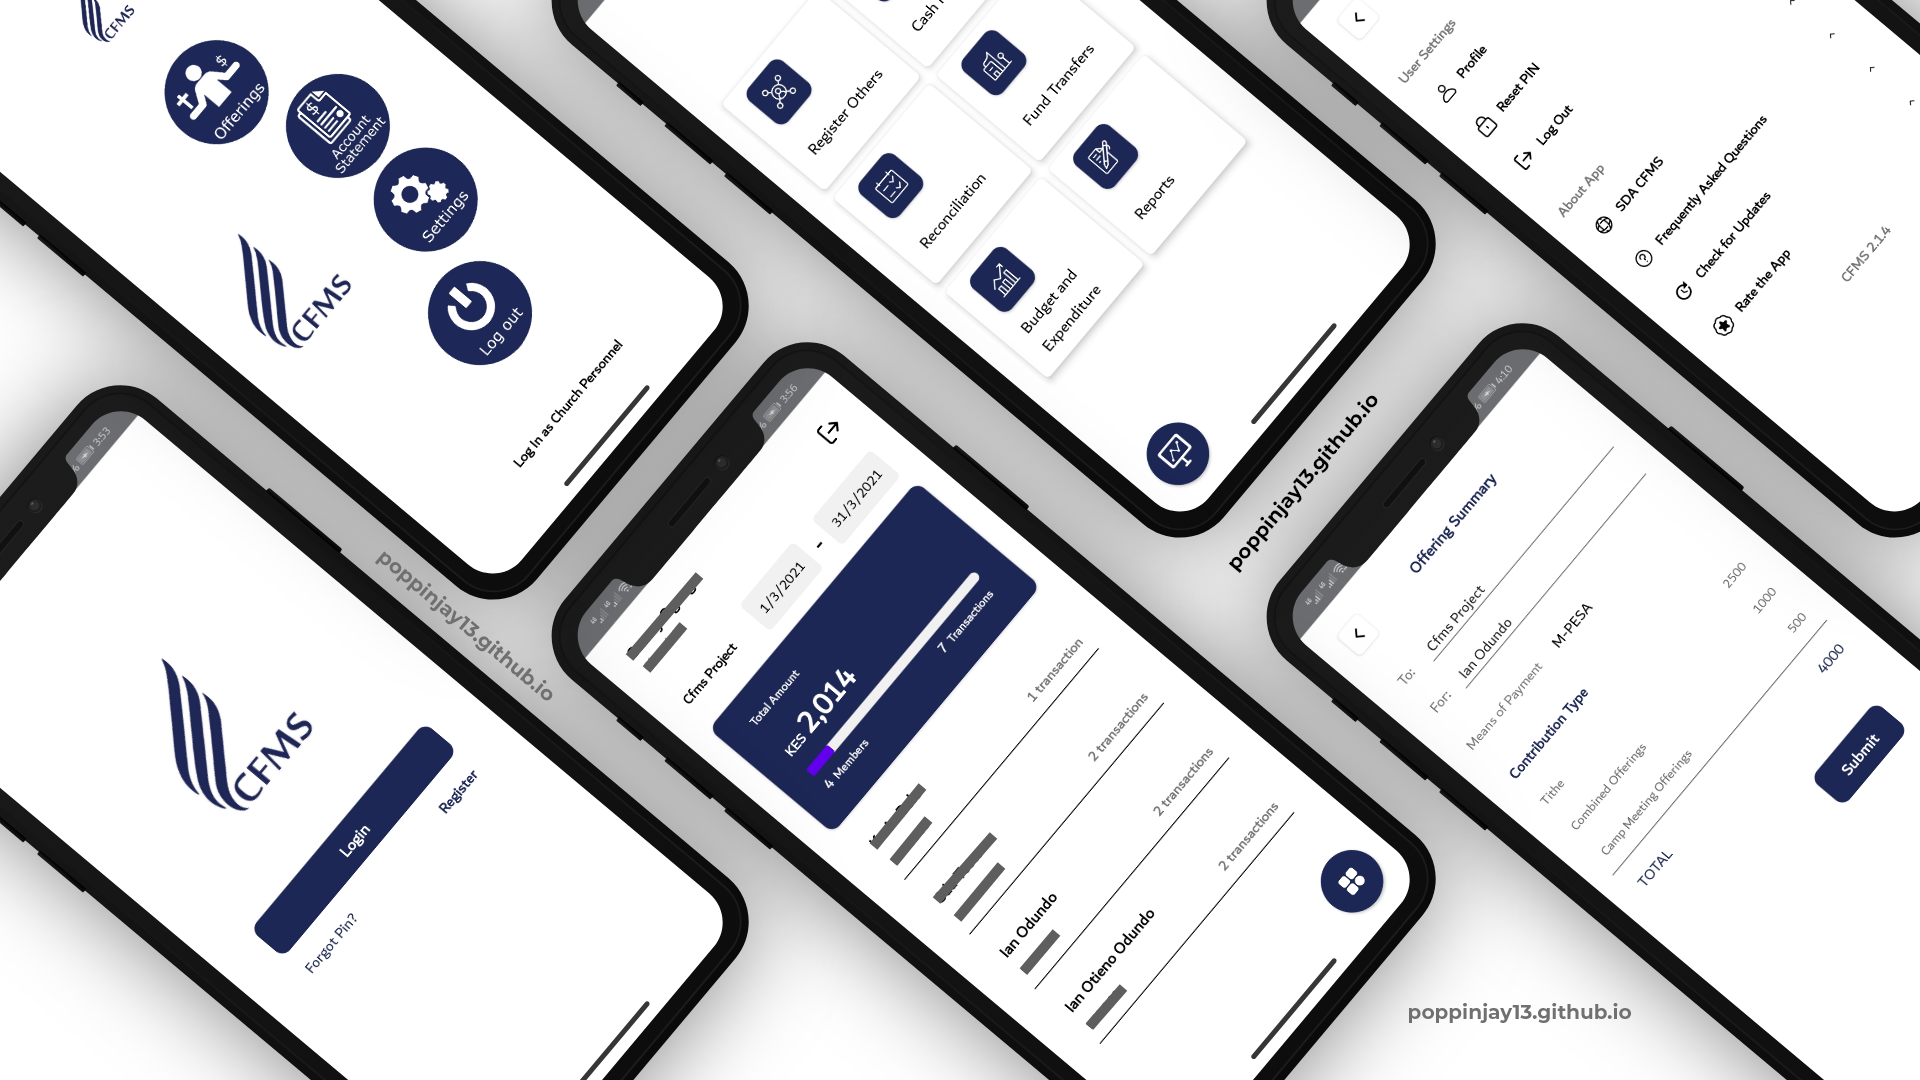 CFMS
Offerings
Account
Statement
Settings
Log out
CFMS
Log In as Church Personnel
Cash
Register Others
Fund Transfers
Reconciliation
Reports
Budget and
Expenditure
User Settings
Profile
Reset PIN
Log Out
About App
SDA CFMS
Frequently Asked Questions
Check for Updates
Rate the App
CFMS 2.1.4
3:53
CFMS
Login
Register
Forgot Pin?
poppinjay13.github.io
3:56
Cfms Project
1/3/2021 - 31/3/2021
Total Amount
KES 2,014
4 Members
7 Transactions
1 transaction
2 transactions
Ian Odundo
2 transactions
Ian Otieno Odundo
2 transactions
poppinjay13.github.io
4:10
Offering Summary
To: Cfms Project
For: Ian Odundo
Means of Payment M-PESA
Contribution Type
Tithe 2500
Combined Offerings 1000
Camp Meeting Offerings 500
TOTAL 4000
Submit
poppinjay13.github.io